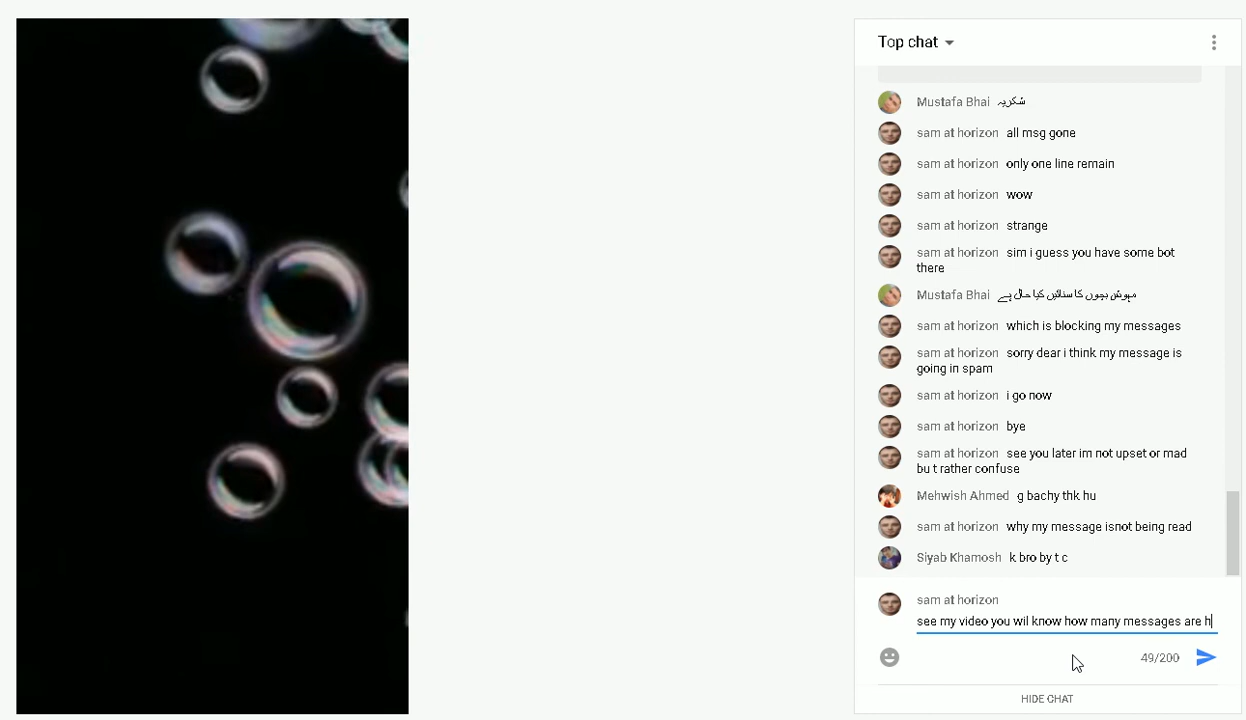 Top chat
Mustafa Bhai شکریہ
sam at horizon all msg gone
sam at horizon only one line remain
sam at horizon wow
sam at horizon strange
sam at horizon sim i guess you have some bot
there
Mustafa Bhai مہوش بچوں کا سنائیں کیا حال ہے
sam at horizon which is blocking my messages
sam at horizon sorry dear i think my message is
going in spam
sam at horizon i go now
sam at horizon bye
sam at horizon see you later im not upset or mad
bu t rather confuse
Mehwish Ahmed g bachy thk hu
sam at horizon why my message isnot being read
Siyab Khamosh k bro by t c
sam at horizon
see my video you wil know how many messages are h
49/200
HIDE CHAT